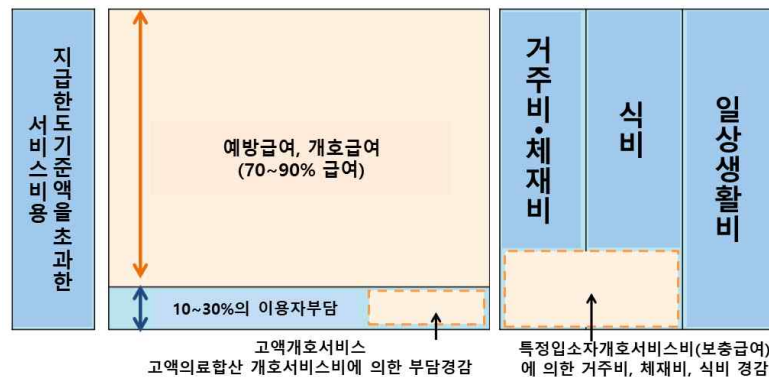 지급한도기준액을 초과한
서비스비용
예방급여, 개호급여
(70~90% 급여)
10~30%의 이용자부담
거주비·체재비
식비
일상생활비
고액개호서비스
고액의료합산 개호서비스비에 의한 부담경감
특정입소자개호서비스비(보충급여)
에 의한 거주비, 체재비, 식비 경감